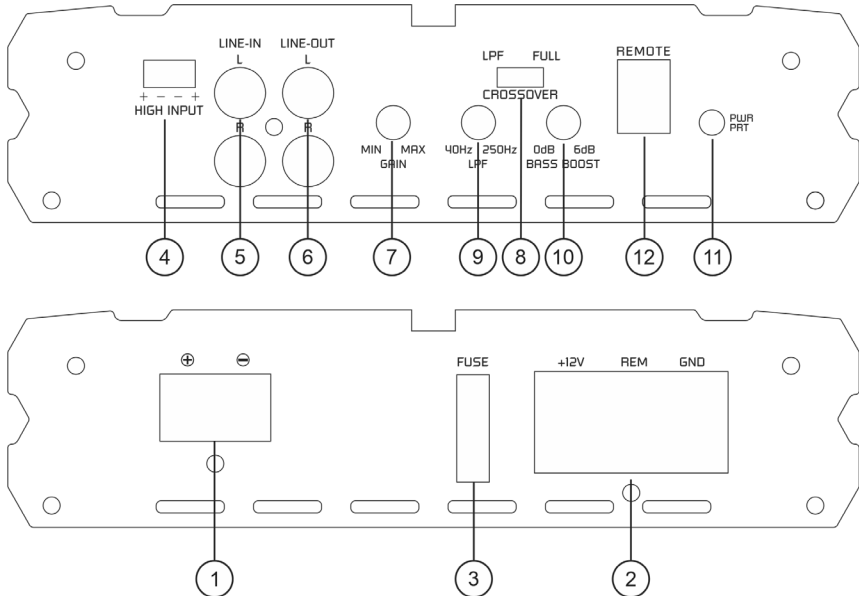 LINE-IN LINE-OUT LPF FULL REMOTE
L L
CROSSOVER
+ - - +
HIGH INPUT
PWR
PRT
R R
MIN MAX 40Hz 250Hz 0dB 6dB
GAIN LPF BASS BOOST
4 5 6 7 9 8 10 12 11
⊕ ⊖ FUSE +12V REM GND
1 3 2